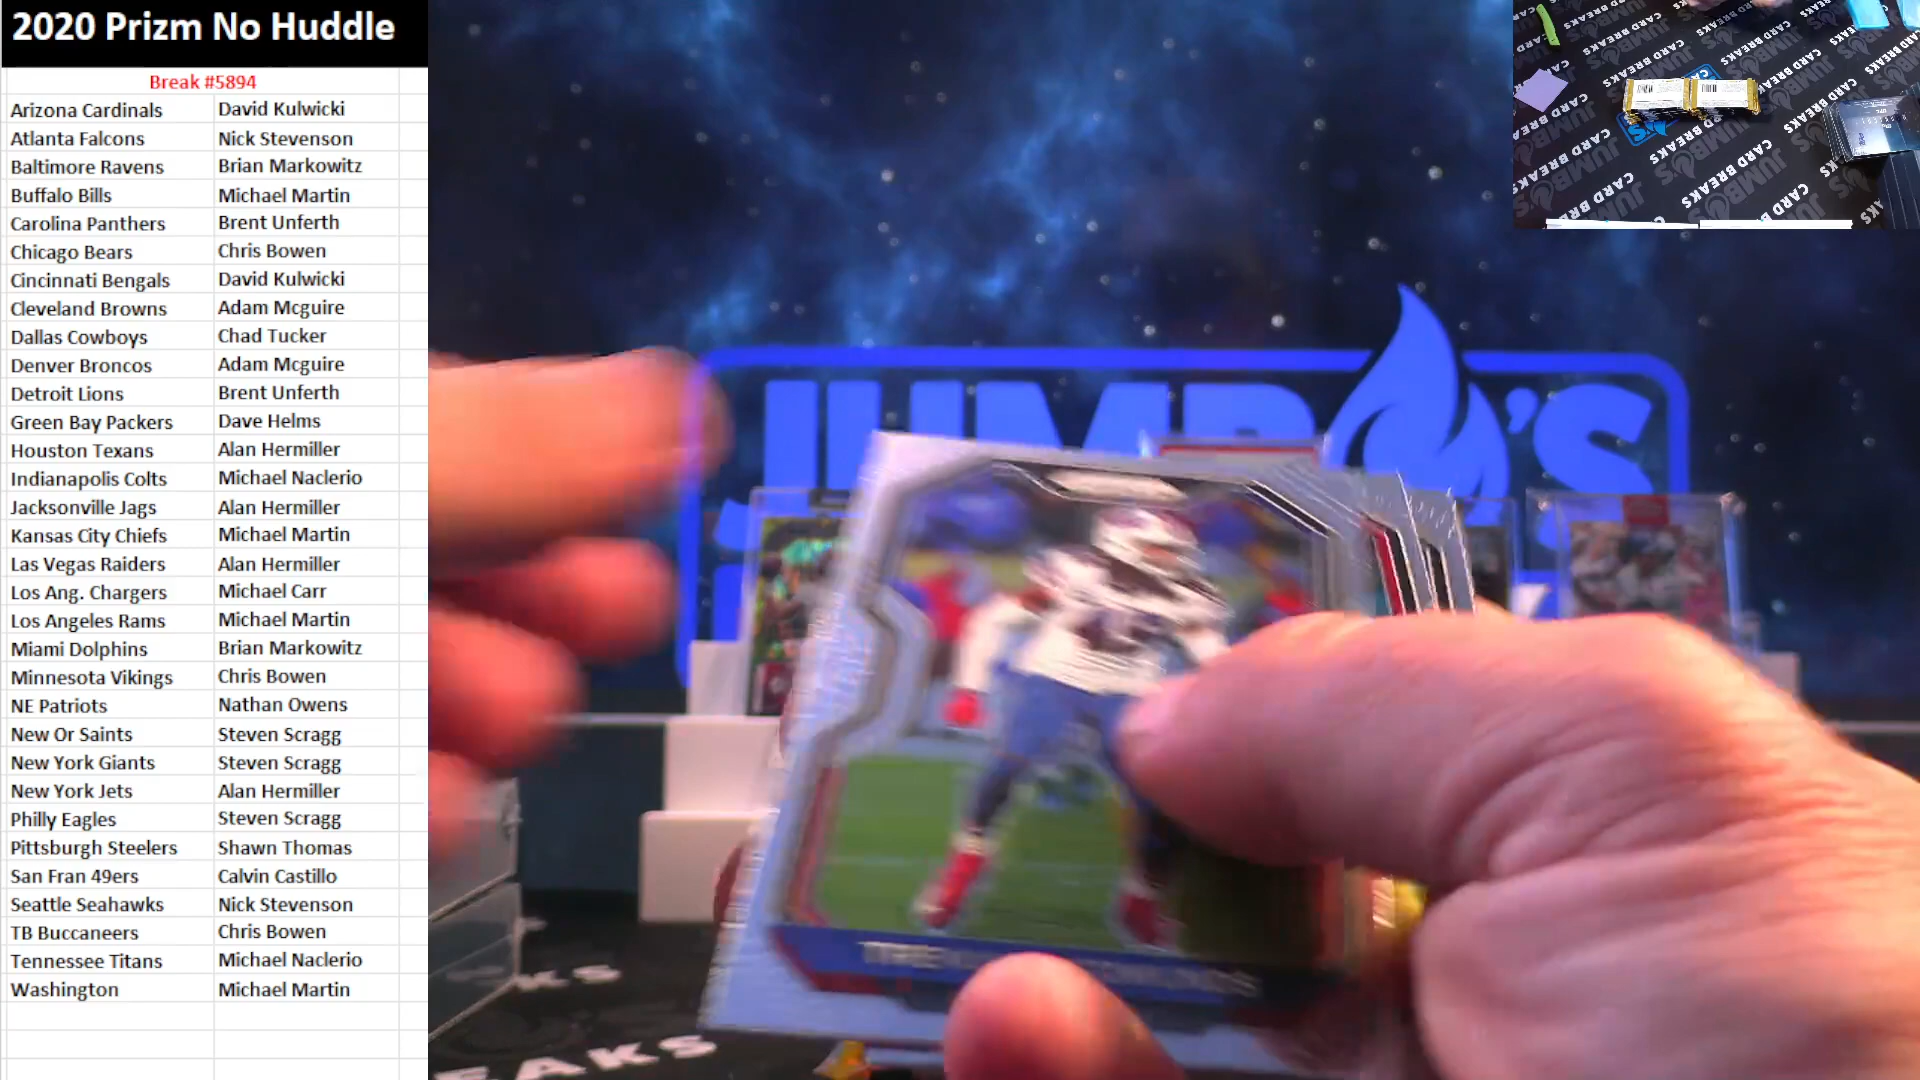 2020 Prizm No Huddle
Break #5894
Arizona Cardinals David Kulwicki
Atlanta Falcons Nick Stevenson
Baltimore Ravens Brian Markowitz
Buffalo Bills Michael Martin
Carolina Panthers Brent Unferth
Chicago Bears Chris Bowen
Cincinnati Bengals David Kulwicki
Cleveland Browns Adam Mcguire
Dallas Cowboys Chad Tucker
Denver Broncos Adam Mcguire
Detroit Lions Brent Unferth
Green Bay Packers Dave Helms
Houston Texans Alan Hermiller
Indianapolis Colts Michael Naclerio
Jacksonville Jags Alan Hermiller
Kansas City Chiefs Michael Martin
Las Vegas Raiders Alan Hermiller
Los Ang. Chargers Michael Carr
Los Angeles Rams Michael Martin
Miami Dolphins Brian Markowitz
Minnesota Vikings Chris Bowen
NE Patriots Nathan Owens
New Or Saints Steven Scragg
New York Giants Steven Scragg
New York Jets Alan Hermiller
Philly Eagles Steven Scragg
Pittsburgh Steelers Shawn Thomas
San Fran 49ers Calvin Castillo
Seattle Seahawks Nick Stevenson
TB Buccaneers Chris Bowen
Tennessee Titans Michael Naclerio
Washington Michael Martin
JUMBO'S
CARD BREAKS
JUMBO'S
CARD BREAKS